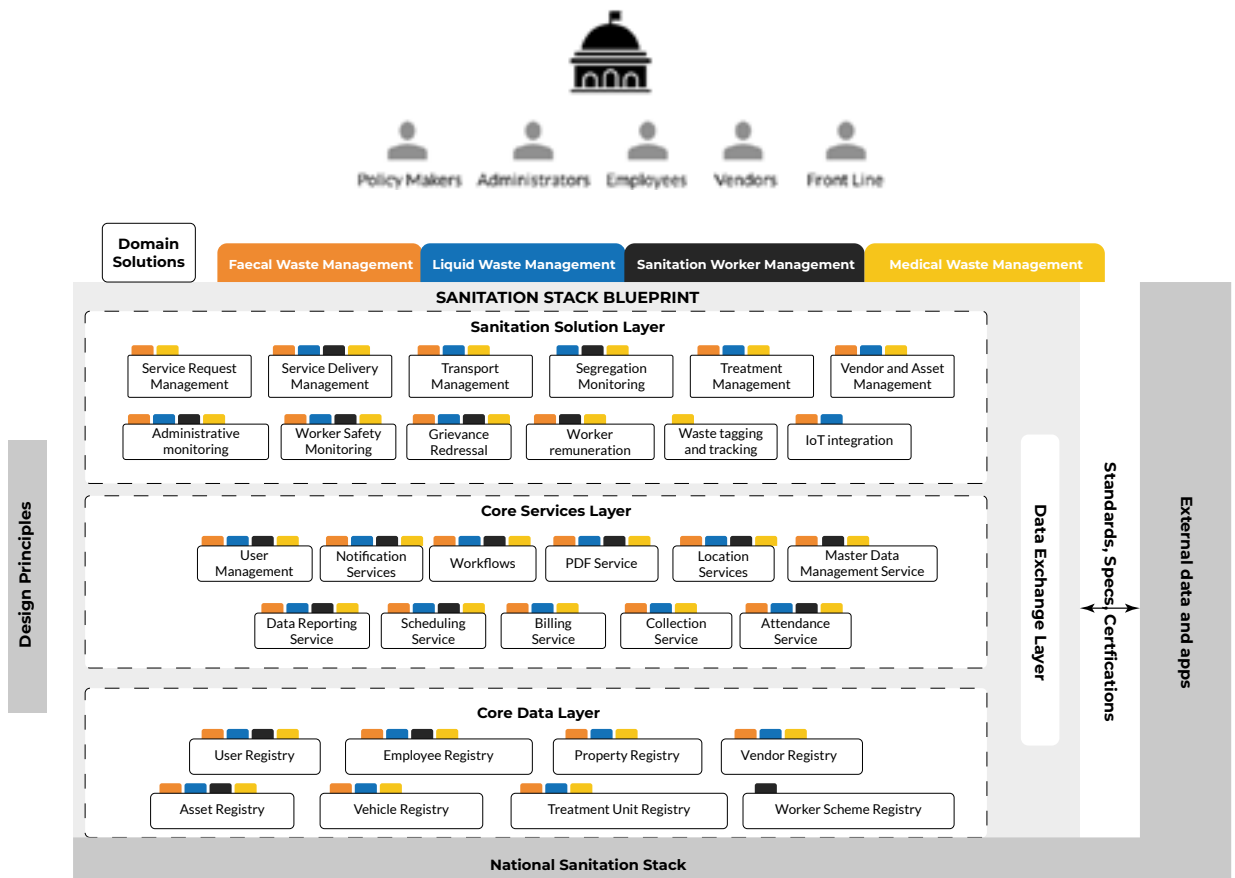 Policy Makers
Administrators
Employees
Vendors
Front Line
Domain
Solutions
Faecal Waste Management
Liquid Waste Management
Sanitation Worker Management
Medical Waste Management
SANITATION STACK BLUEPRINT
Sanitation Solution Layer
Service Request
Management
Service Delivery
Management
Transport
Management
Segregation
Monitoring
Treatment
Management
Vendor and Asset
Management
Administrative
monitoring
Worker Safety
Monitoring
Grievance
Redressal
Worker
remuneration
Waste tagging
and tracking
IoT integration
Core Services Layer
User
Management
Notification
Services
Workflows
PDF Service
Location
Services
Master Data
Management Service
Data Reporting
Service
Scheduling
Service
Billing
Service
Collection
Service
Attendance
Service
Core Data Layer
User Registry
Employee Registry
Property Registry
Vendor Registry
Asset Registry
Vehicle Registry
Treatment Unit Registry
Worker Scheme Registry
Design Principles
Data Exchange Layer
Standards, Specs, Certfications
External data and apps
National Sanitation Stack